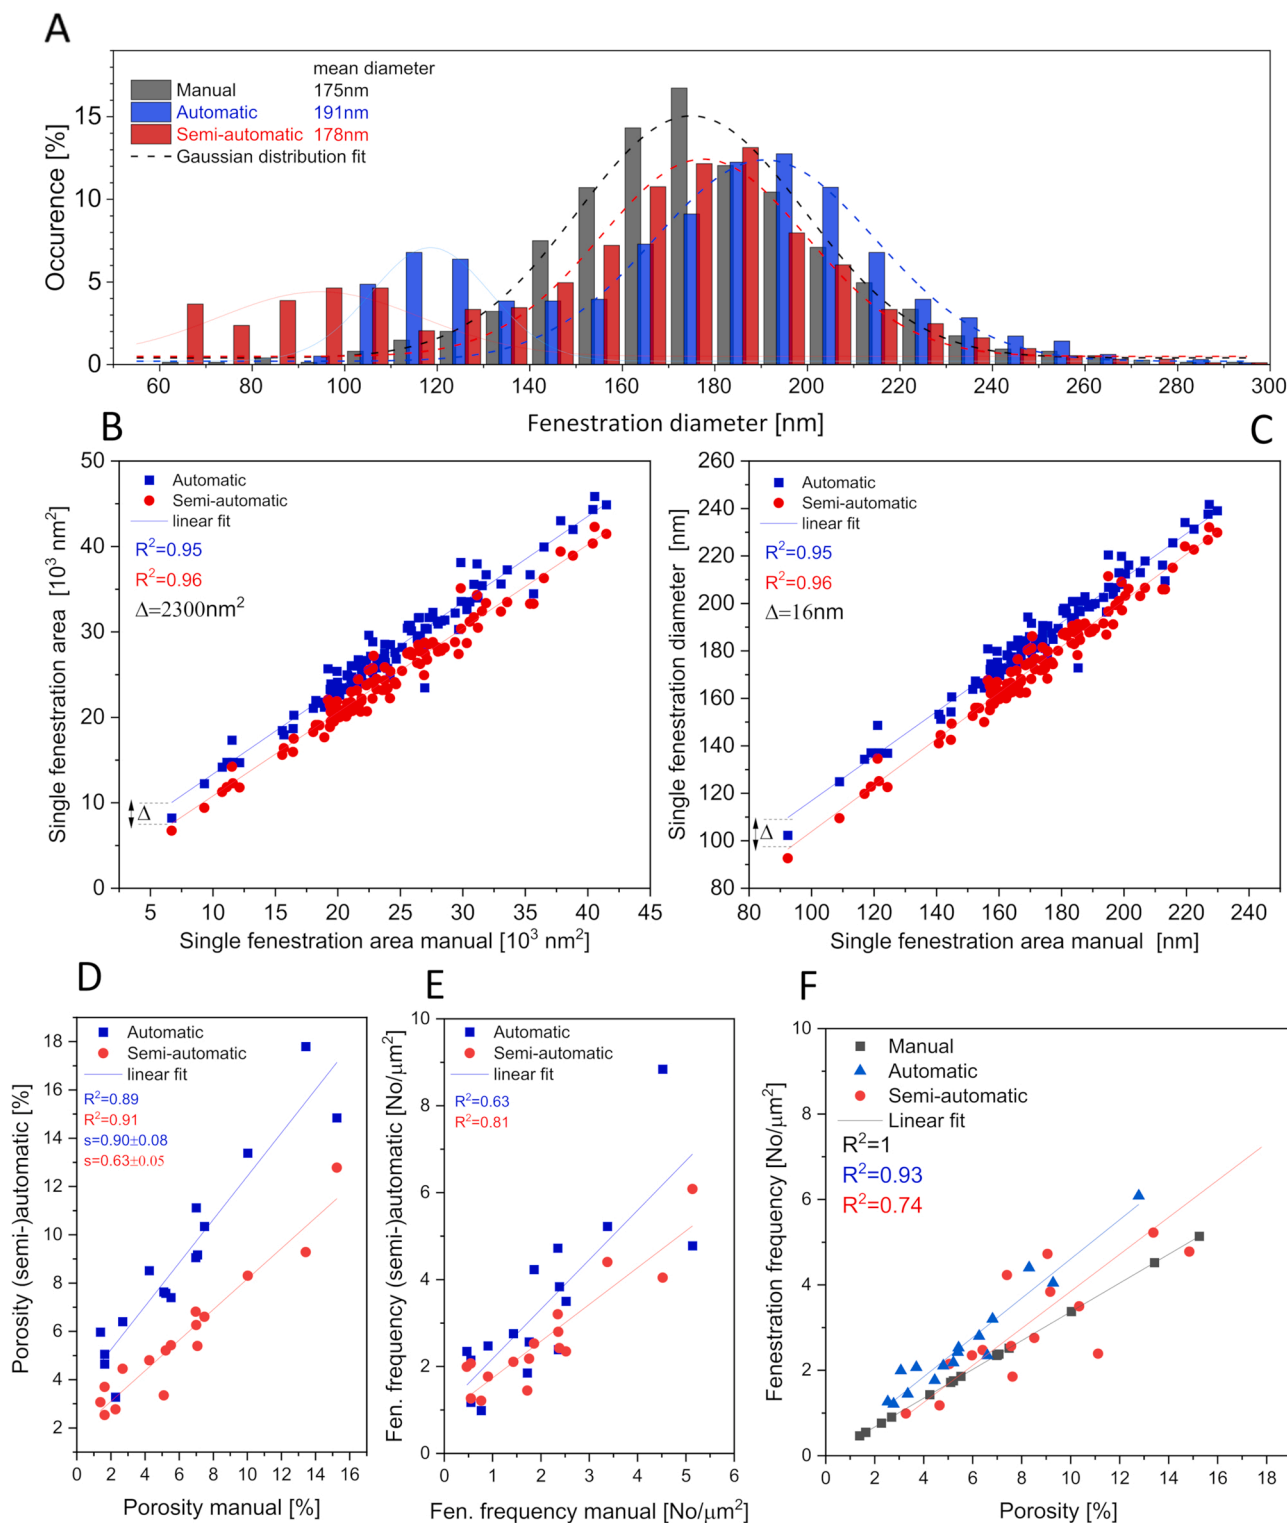 A
mean diameter
Manual 175nm
Automatic 191nm
Semi-automatic 178nm
Gaussian distribution fit
Occurence [%]
15
10
5
0
60 80 100 120 140 160 180 200 220 240 260 280 300
Fenestration diameter [nm]
B
Single fenestration area [10³ nm²]
50
40
30
20
10
0
Automatic
Semi-automatic
linear fit
R²=0.95
R²=0.96
Δ=2300nm²
Δ
5 10 15 20 25 30 35 40 45
Single fenestration area manual [10³ nm²]
C
Single fenestration diameter [nm]
260
240
220
200
180
160
140
120
100
80
Automatic
Semi-automatic
linear fit
R²=0.95
R²=0.96
Δ=16nm
Δ
80 100 120 140 160 180 200 220 240
Single fenestration area manual [nm]
D
Porosity (semi-)automatic [%]
18
16
14
12
10
8
6
4
2
Automatic
Semi-automatic
linear fit
R²=0.89
R²=0.91
s=0.90±0.08
s=0.63±0.05
0 2 4 6 8 10 12 14 16
Porosity manual [%]
E
Fen. frequency (semi-)automatic [No/μm²]
10
8
6
4
2
0
Automatic
Semi-automatic
linear fit
R²=0.63
R²=0.81
0 1 2 3 4 5 6
Fen. frequency manual [No/μm²]
F
Fenestration frequency [No/μm²]
10
8
6
4
2
0
Manual
Automatic
Semi-automatic
Linear fit
R²=1
R²=0.93
R²=0.74
0 2 4 6 8 10 12 14 16 18
Porosity [%]